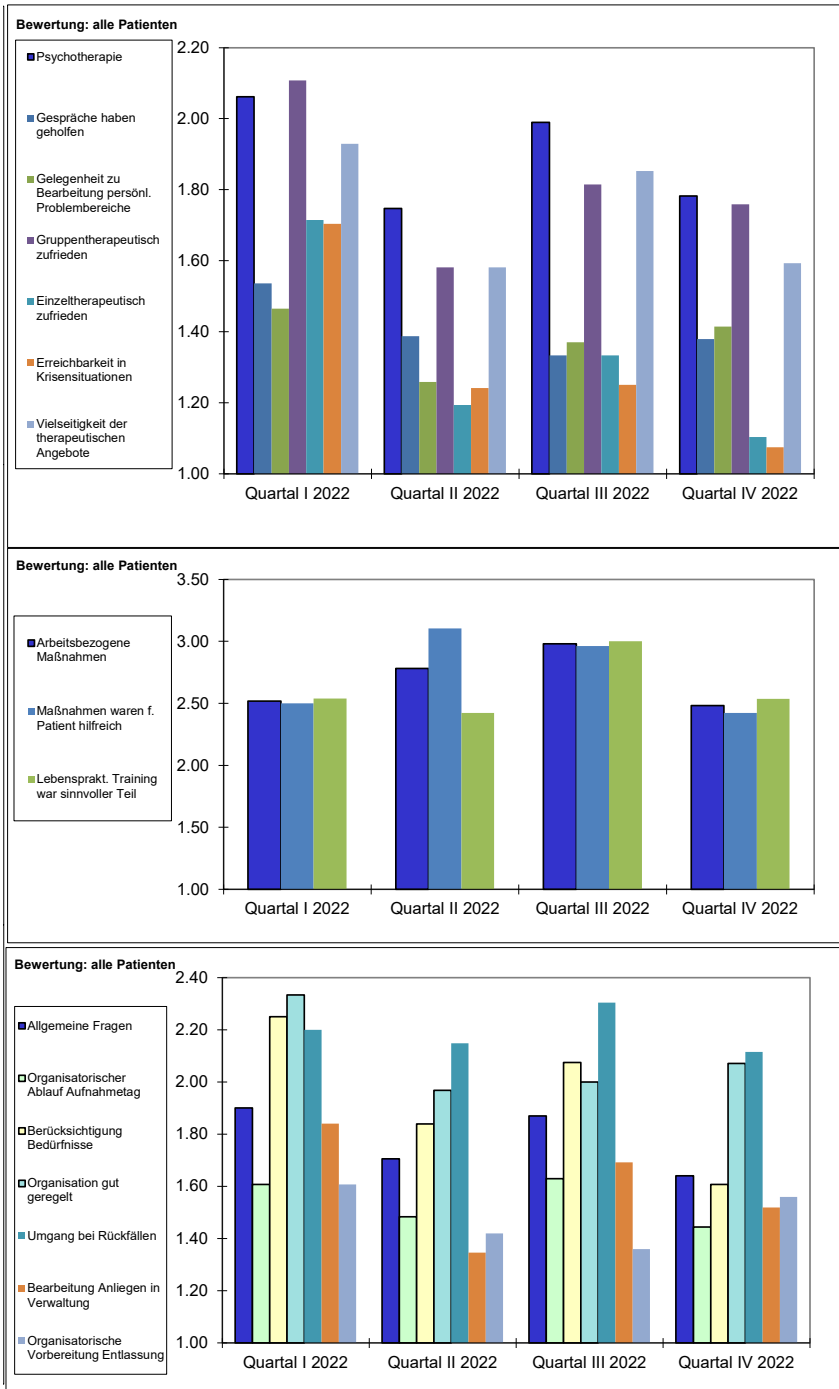 Bewertung: alle Patienten
Psychotherapie
Gespräche haben
geholfen
Gelegenheit zu
Bearbeitung persönl.
Problembereiche
Gruppentherapeutisch
zufrieden
Einzeltherapeutisch
zufrieden
Erreichbarkeit in
Krisensituationen
Vielseitigkeit der
therapeutischen
Angebote
2.20
2.00
1.80
1.60
1.40
1.20
1.00
Quartal I 2022
Quartal II 2022
Quartal III 2022
Quartal IV 2022
Bewertung: alle Patienten
Arbeitsbezogene
Maßnahmen
Maßnahmen waren f.
Patient hilfreich
Lebensprakt. Training
war sinnvoller Teil
3.50
3.00
2.50
2.00
1.50
1.00
Quartal I 2022
Quartal II 2022
Quartal III 2022
Quartal IV 2022
Bewertung: alle Patienten
Allgemeine Fragen
Organisatorischer
Ablauf Aufnahmetag
Berücksichtigung
Bedürfnisse
Organisation gut
geregelt
Umgang bei Rückfällen
Bearbeitung Anliegen in
Verwaltung
Organisatorische
Vorbereitung Entlassung
2.40
2.20
2.00
1.80
1.60
1.40
1.20
1.00
Quartal I 2022
Quartal II 2022
Quartal III 2022
Quartal IV 2022